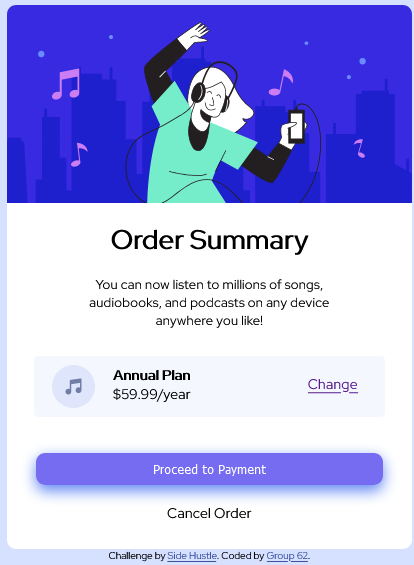 Order Summary
You can now listen to millions of songs,
audiobooks, and podcasts on any device
anywhere you like!
Annual Plan
$59.99/year
Change
Proceed to Payment
Cancel Order
Challenge by Side Hustle. Coded by Group 62.